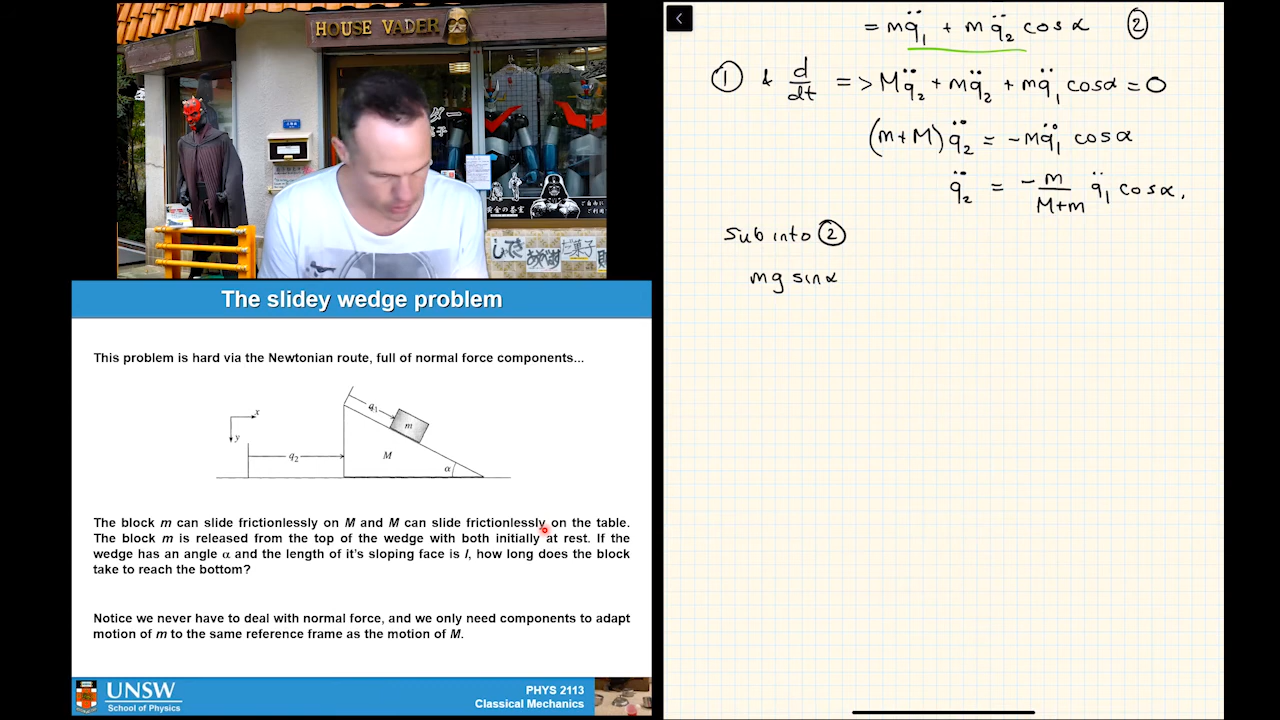 HOUSE VADER
The slidey wedge problem
This problem is hard via the Newtonian route, full of normal force components...
x
y
q₁
m
q₂
M
α
The block m can slide frictionlessly on M and M can slide frictionlessly on the table.
The block m is released from the top of the wedge with both initially at rest. If the
wedge has an angle α and the length of it's sloping face is l, how long does the block
take to reach the bottom?
Notice we never have to deal with normal force, and we only need components to adapt
motion of m to the same reference frame as the motion of M.
UNSW
School of Physics
PHYS 2113
Classical Mechanics
= mq̈₁ + mq̈₂ cosα ②
① & d/dt => Mq̈₂ + mq̈₂ + mq̈₁ cosα = 0
(m+M) q̈₂ = -mq̈₁ cosα
q̈₂ = -m/(M+m) q̈₁ cosα,
Sub into ②
mg sinα